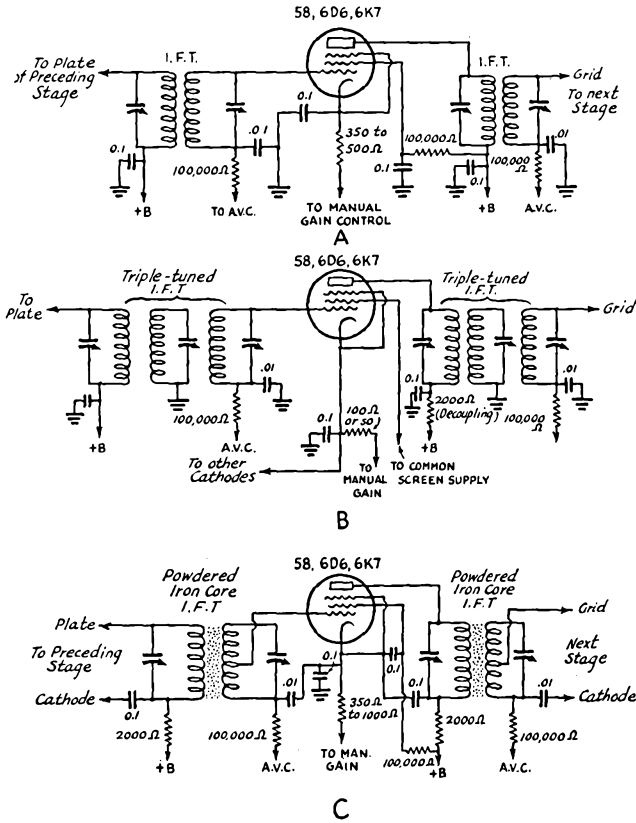 58, 6D6, 6K7
To Plate
of Preceding
Stage
I.F.T.
I.F.T.
Grid
To next
Stage
0.1
0.1
.01
100,000Ω
+B
TO A.V.C.
350 to
500Ω
TO MANUAL
GAIN CONTROL
100,000Ω
0.1
0.1
+B
100,000
Ω
.01
A.V.C.
A
58, 6D6, 6K7
Triple-tuned
I.F.T
Triple-tuned
I.F.T.
To
Plate
Grid
0.1
+B
.01
100,000Ω
A.V.C.
0.1
100Ω
or so
To other
Cathodes
TO
MANUAL
GAIN
TO COMMON
SCREEN SUPPLY
0.1
2000Ω
(Decoupling)
+B
.01
100,000
Ω
B
58, 6D6, 6K7
Powdered
Iron Core
I.F.T
Powdered
Iron Core
I.F.T
Plate
To Preceding
Stage
Cathode
0.1
2000Ω
+B
.01
100,000Ω
A.V.C.
0.1
350Ω
to 1000Ω
TO MAN.
GAIN
0.1
0.1
100,000Ω
2000Ω
+B
.01
100,000Ω
A.V.C.
Grid
Next
Stage
Cathode
C